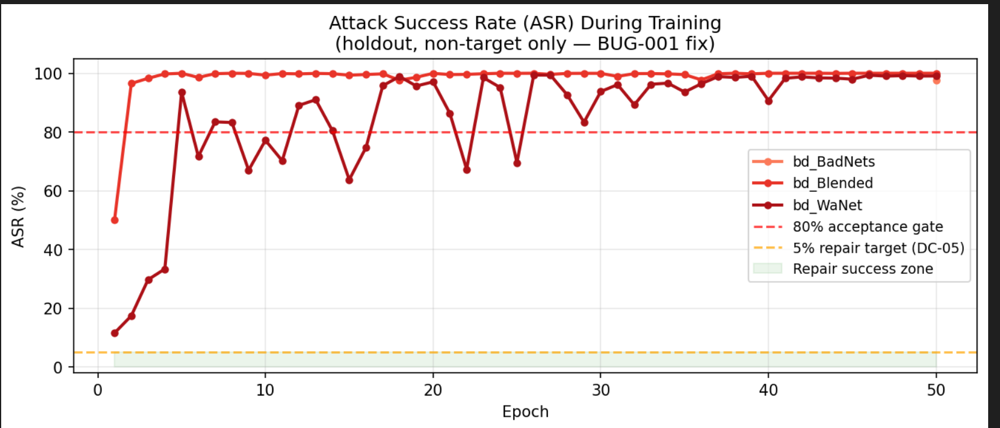 Attack Success Rate (ASR) During Training
(holdout, non-target only — BUG-001 fix)
ASR (%)
100
80
60
40
20
0
bd_BadNets
bd_Blended
bd_WaNet
80% acceptance gate
5% repair target (DC-05)
Repair success zone
0 10 20 30 40 50
Epoch